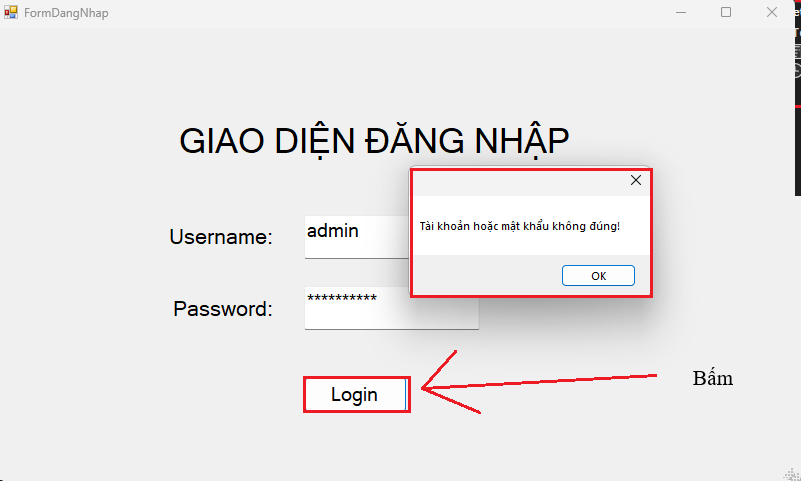 FormDangNhap
GIAO DIỆN ĐĂNG NHẬP
Username:
admin
Tài khoản hoặc mật khẩu không đúng!
OK
Password:
**********
Login
Bấm